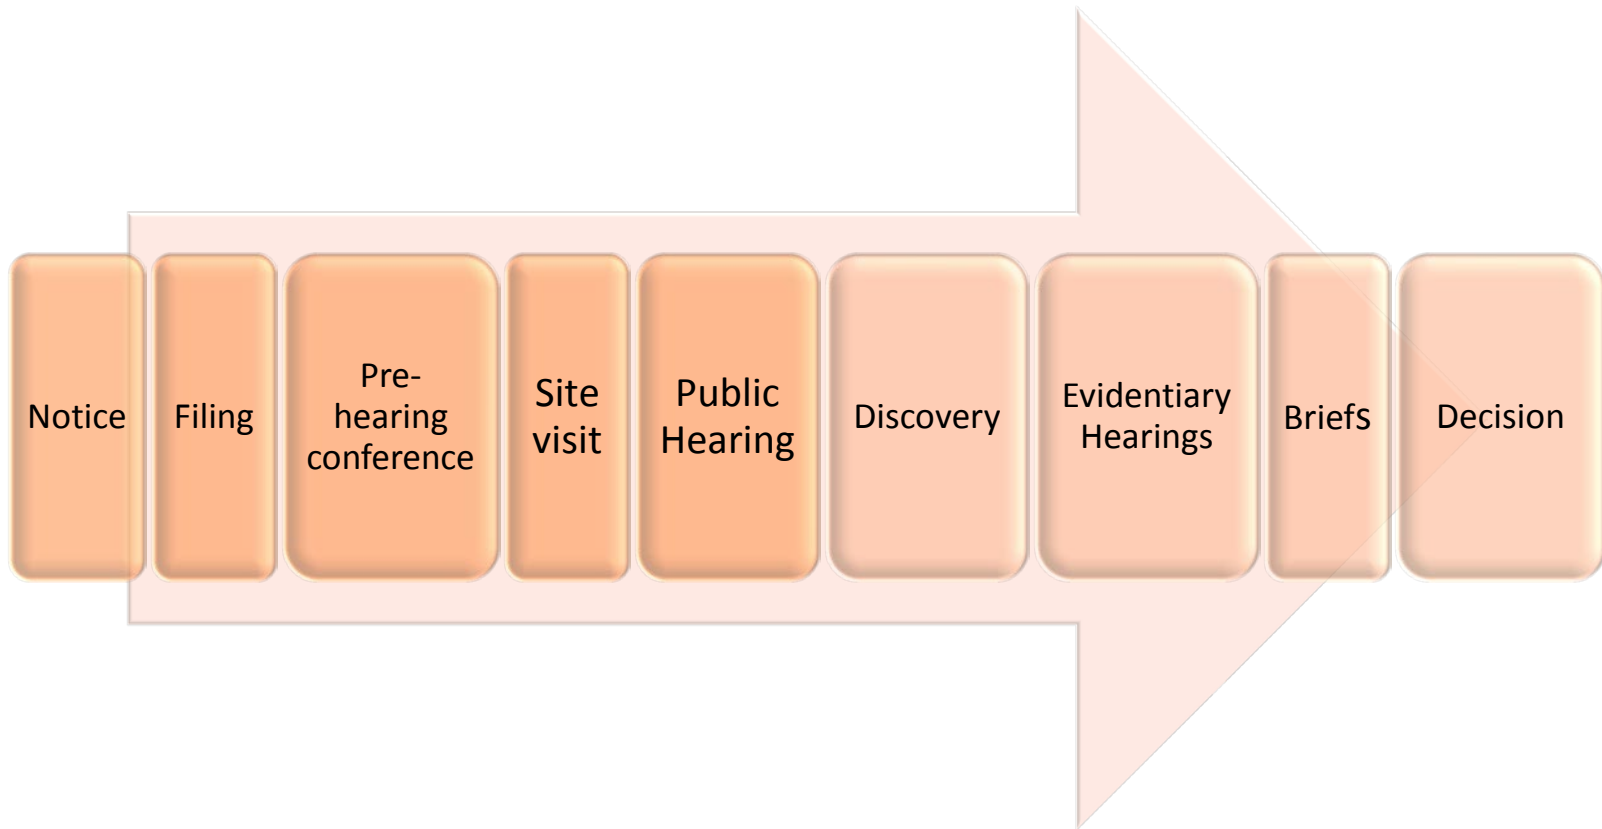 Notice
Filing
Pre-
hearing
conference
Site
visit
Public
Hearing
Discovery
Evidentiary
Hearings
Briefs
Decision